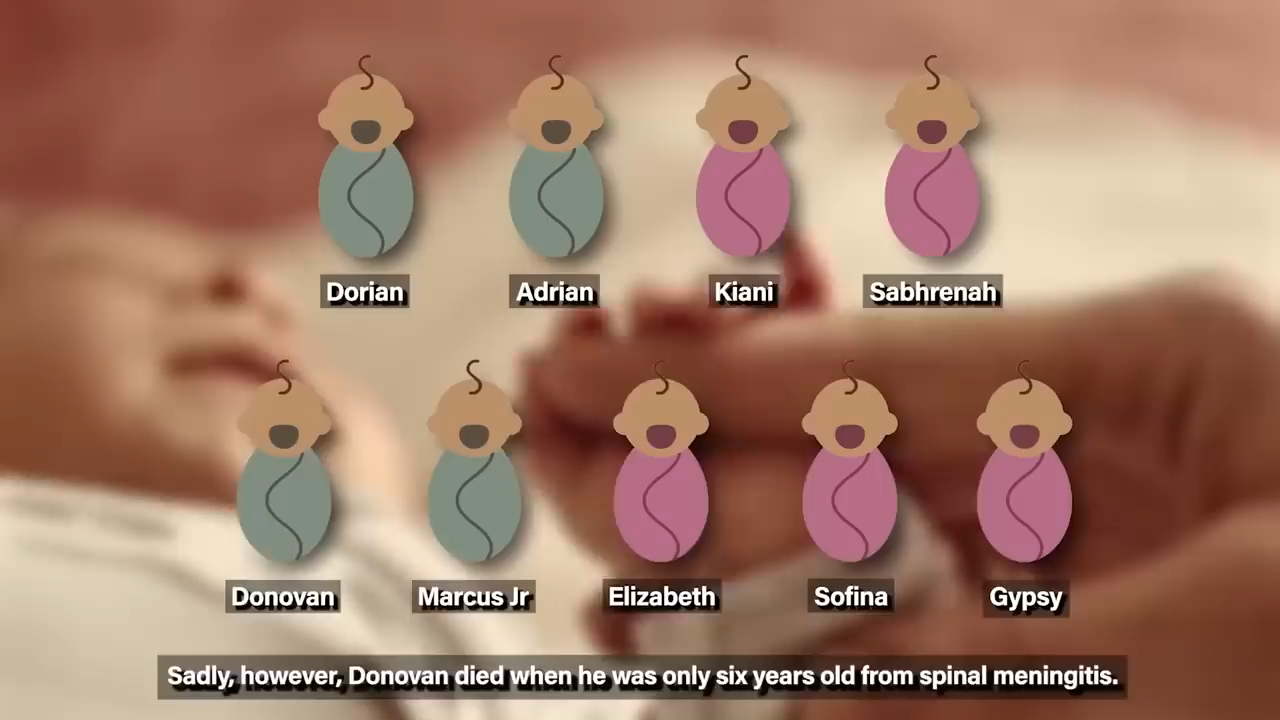 Dorian
Adrian
Kiani
Sabhrenah
Donovan
Marcus Jr
Elizabeth
Sofina
Gypsy
Sadly, however, Donovan died when he was only six years old from spinal meningitis.